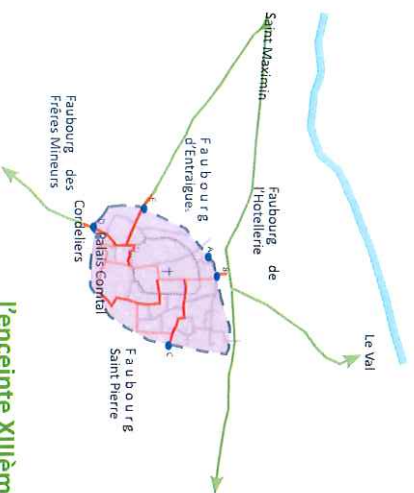 Saint Maximin
Faubourg de
l'Hotellerie
Le Val
Faubourg
d'Entraigue
Faubourg des
Frères Mineurs
Cordeliers
Palais Comtal
Faubourg
Saint Pierre
E
A
B
C
D
l'enceinte XIIIèm